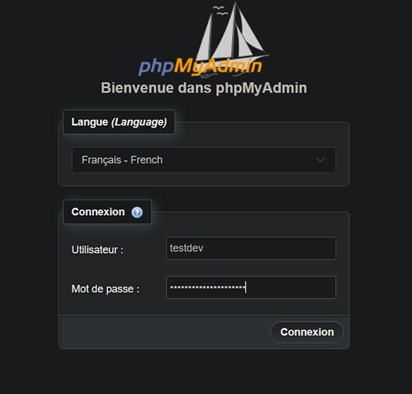 phpMyAdmin
Bienvenue dans phpMyAdmin
Langue (Language)
Français - French
Connexion
Utilisateur :
testdev
Mot de passe :
•••••••••••••••••••••
Connexion